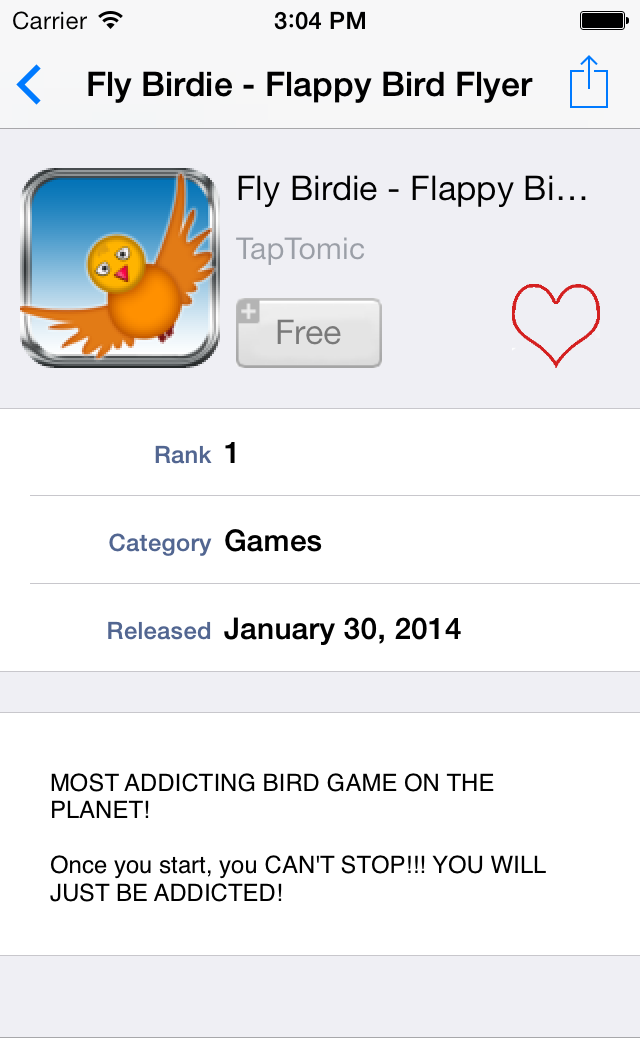 Carrier 3:04 PM
Fly Birdie - Flappy Bird Flyer
Fly Birdie - Flappy Bi...
TapTomic
+ Free
Rank 1
Category Games
Released January 30, 2014
MOST ADDICTING BIRD GAME ON THE
PLANET!
Once you start, you CAN'T STOP!!! YOU WILL
JUST BE ADDICTED!